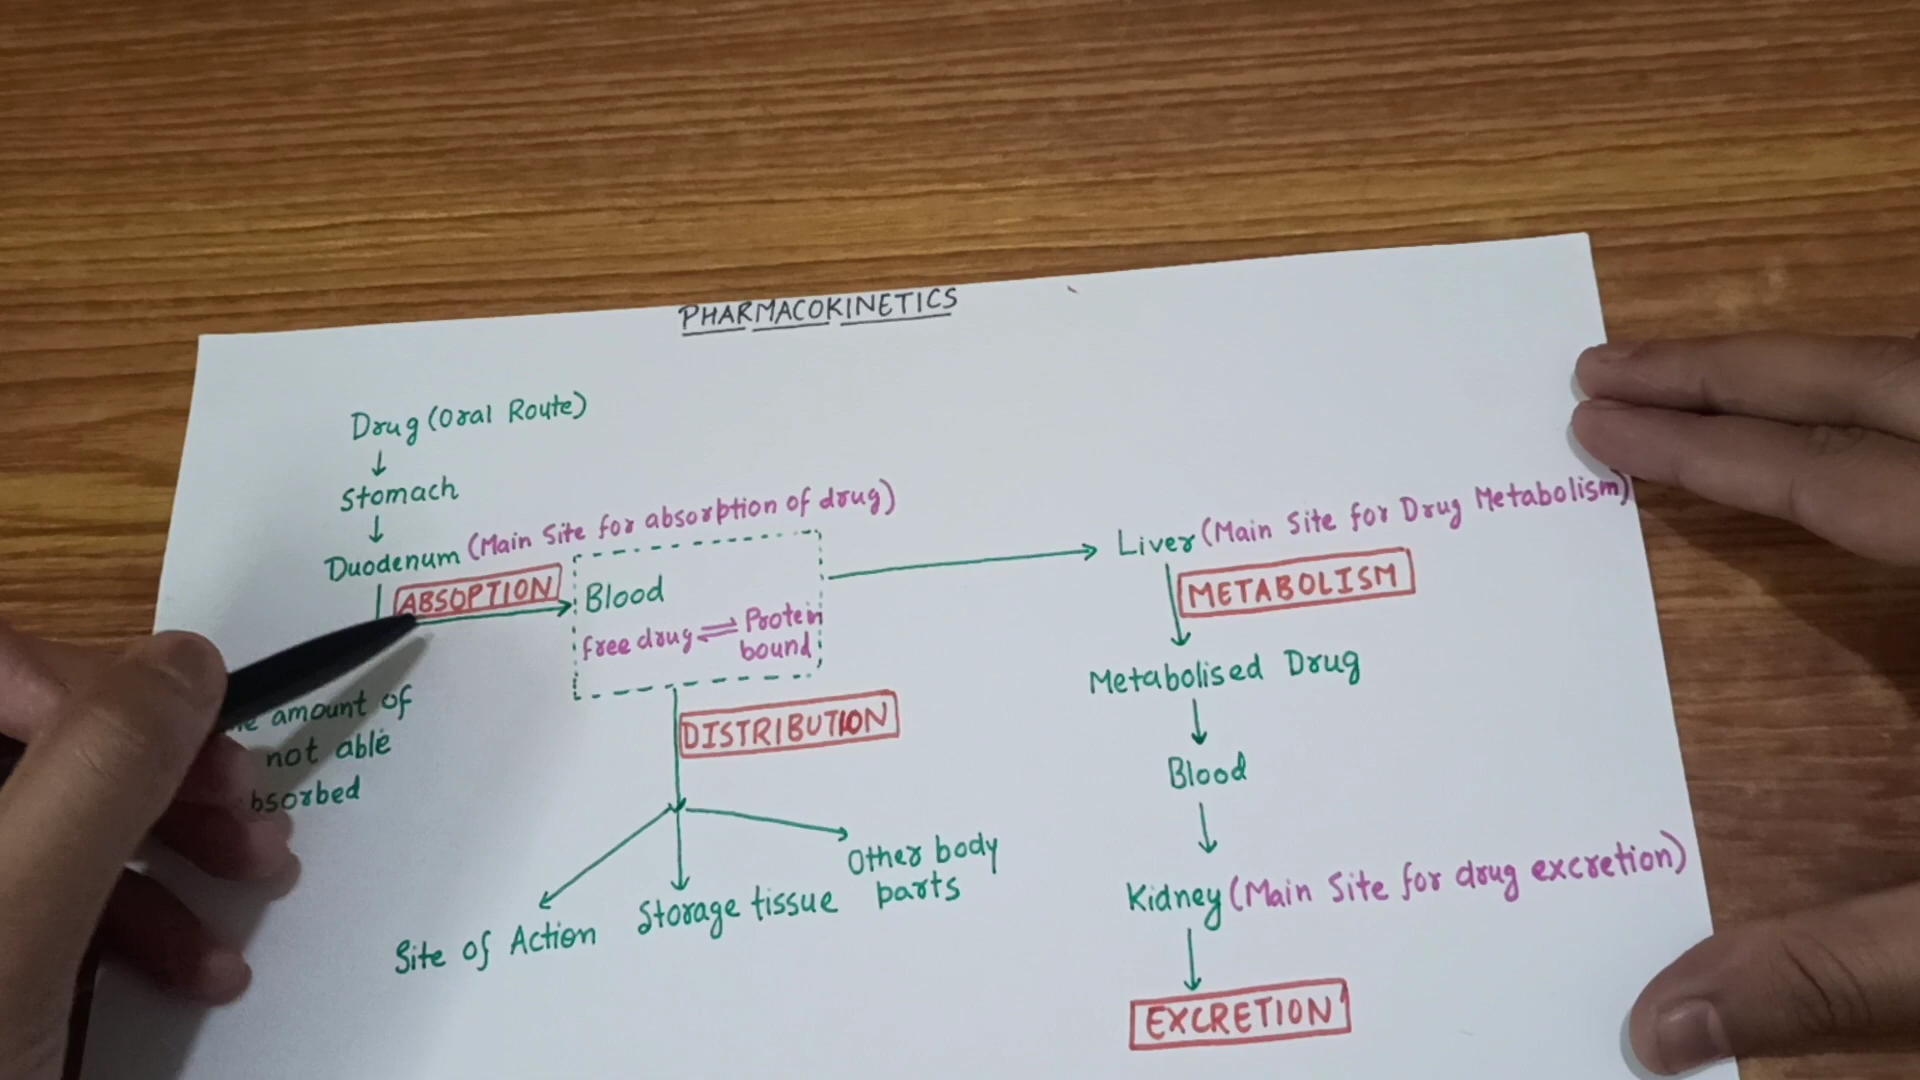 PHARMACOKINETICS
Drug (Oral Route)
↓
Stomach
↓
Duodenum (Main Site for absorption of drug)
ABSOPTION
Blood
free drug ⇌ Protein
bound
amount of
not able
bsorbed
DISTRIBUTION
Site of Action
Storage tissue
Other body
parts
Liver (Main Site for Drug Metabolism)
METABOLISM
Metabolised Drug
↓
Blood
↓
Kidney (Main Site for drug excretion)
↓
EXCRETION